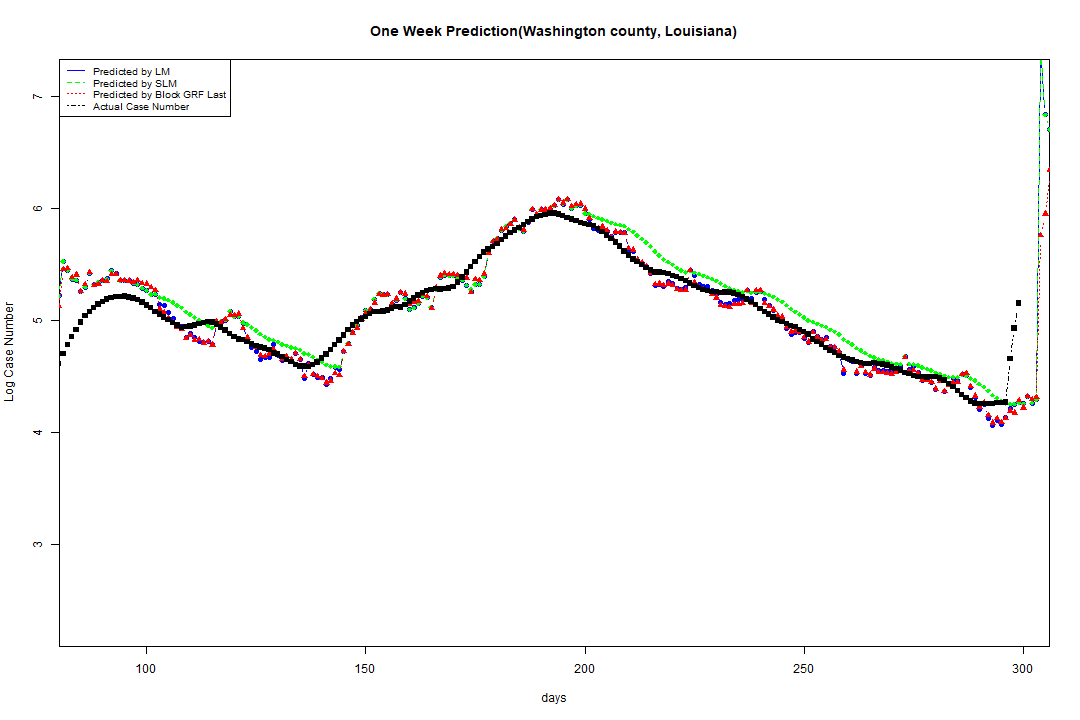 One Week Prediction(Washington county, Louisiana)
Predicted by LM
Predicted by SLM
Predicted by Block GRF Last
Actual Case Number
Log Case Number
7
6
5
4
3
100 150 200 250 300
days